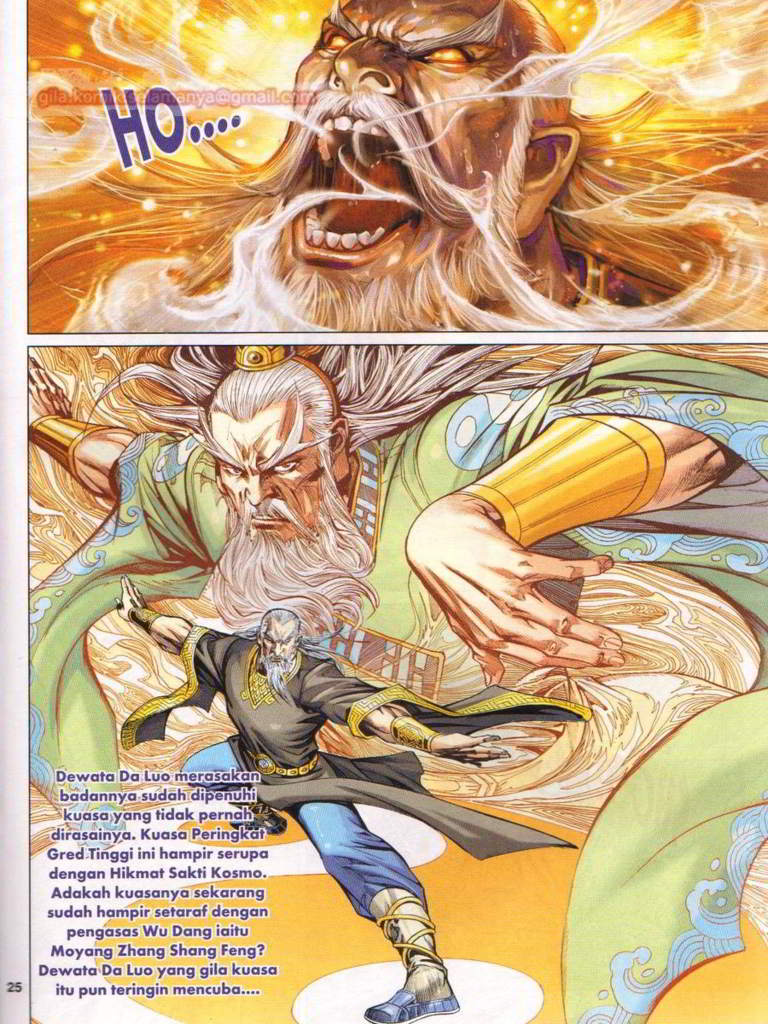 HO....
Dewata Da Luo merasakan
badannya sudah dipenuhi
kuasa yang tidak pernah
dirasainya. Kuasa Peringkat
Gred Tinggi ini hampir serupa
dengan Hikmat Sakti Kosmo.
Adakah kuasanya sekarang
sudah hampir setaraf dengan
pengasas Wu Dang iaitu
Moyang Zhang Shang Feng?
Dewata Da Luo yang gila kuasa
itu pun teringin mencuba....
25